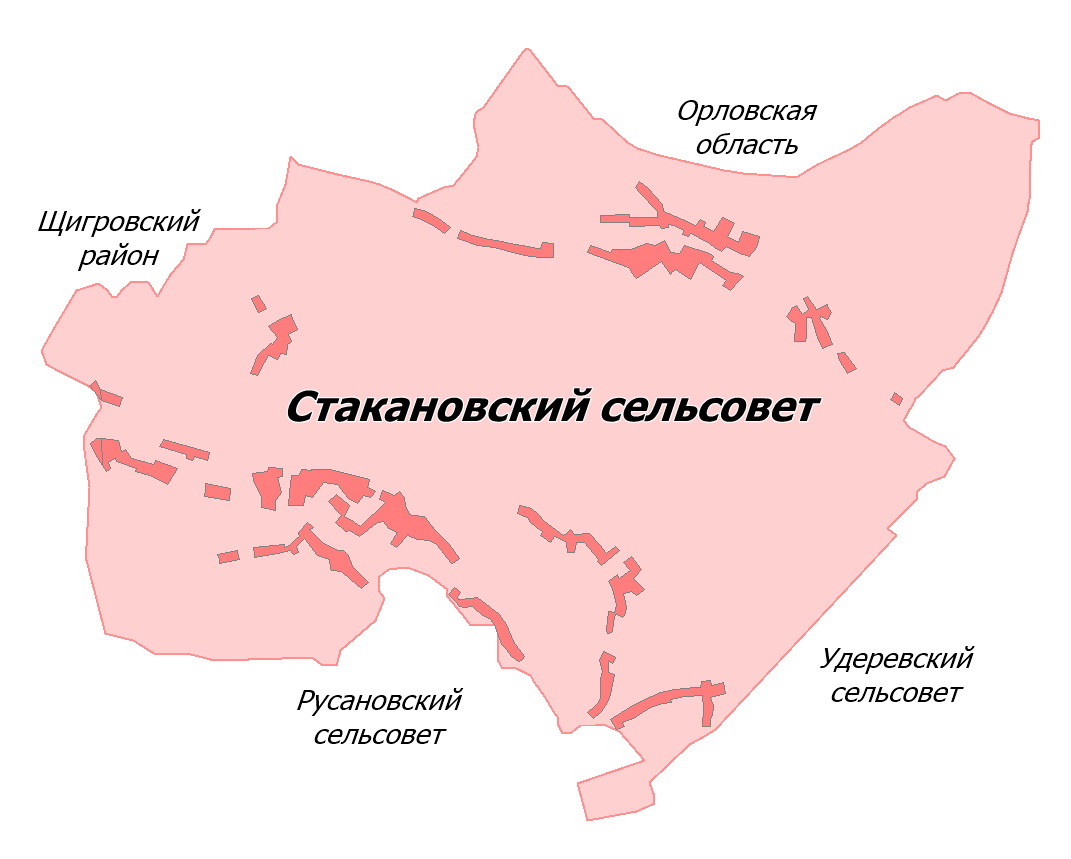 Орловская
область
Щигровский
район
Стакановский сельсовет
Удеревский
сельсовет
Русановский
сельсовет